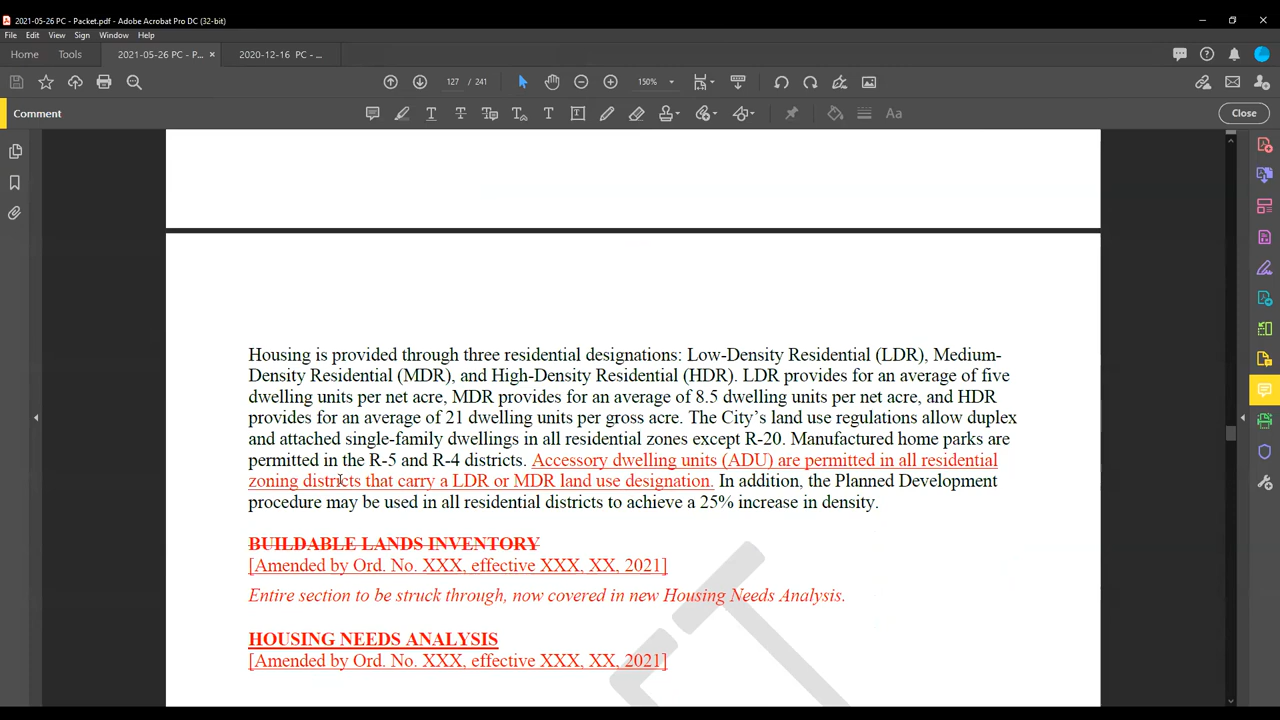 2021-05-26 PC - Packet.pdf - Adobe Acrobat Pro DC (32-bit)
File Edit View Sign Window Help
Home Tools 2021-05-26 PC - P... × 2020-12-16 PC - ...
127 / 241 150%
Comment Close
Housing is provided through three residential designations: Low-Density Residential (LDR), Medium-
Density Residential (MDR), and High-Density Residential (HDR). LDR provides for an average of five
dwelling units per net acre, MDR provides for an average of 8.5 dwelling units per net acre, and HDR
provides for an average of 21 dwelling units per gross acre. The City’s land use regulations allow duplex
and attached single-family dwellings in all residential zones except R-20. Manufactured home parks are
permitted in the R-5 and R-4 districts. Accessory dwelling units (ADU) are permitted in all residential
zoning districts that carry a LDR or MDR land use designation. In addition, the Planned Development
procedure may be used in all residential districts to achieve a 25% increase in density.
BUILDABLE LANDS INVENTORY
[Amended by Ord. No. XXX, effective XXX, XX, 2021]
Entire section to be struck through, now covered in new Housing Needs Analysis.
HOUSING NEEDS ANALYSIS
[Amended by Ord. No. XXX, effective XXX, XX, 2021]